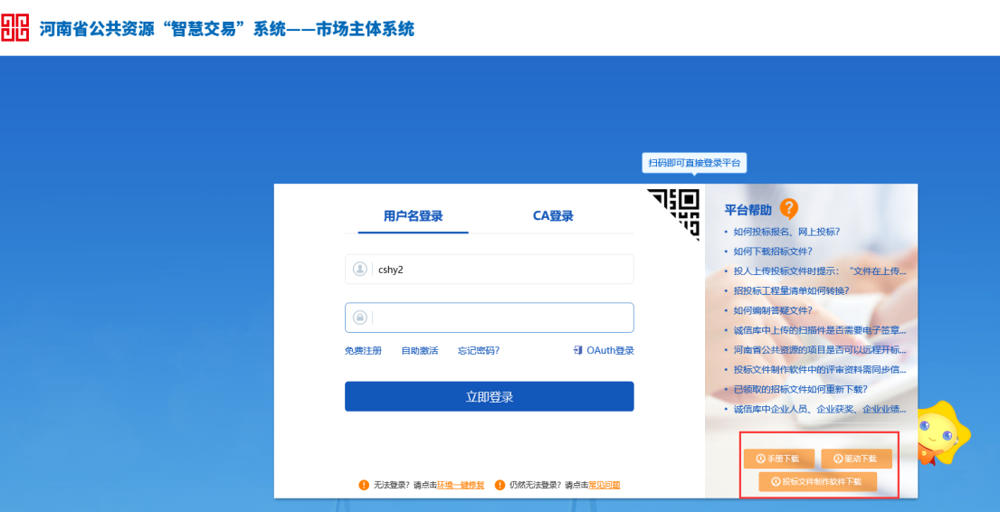 河南省公共资源“智慧交易”系统——市场主体系统
扫码即可直接登录平台
用户名登录
CA登录
cshy2
免费注册
自助激活
忘记密码?
OAuth登录
立即登录
无法登录? 请点击环境一键修复
仍然无法登录? 请点击常见问题
平台帮助 ?
· 如何投标报名、网上投标?
· 如何下载招标文件?
· 投人上传投标文件时提示: “文件在上传...
· 招投标工程量清单如何转换?
· 如何编制答疑文件?
· 诚信库中上传的扫描件是否需要电子签章...
· 河南省公共资源的项目是否可以远程开标...
· 投标文件制作软件中的评审资料需同步信...
· 已领取的招标文件如何重新下载?
· 诚信库中企业人员、企业获奖、企业业绩...
手册下载
驱动下载
投标文件制作软件下载